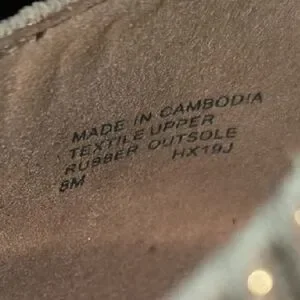 MADE IN CAMBODIA
TEXTILE UPPER
RUBBER OUTSOLE
8M HX19J